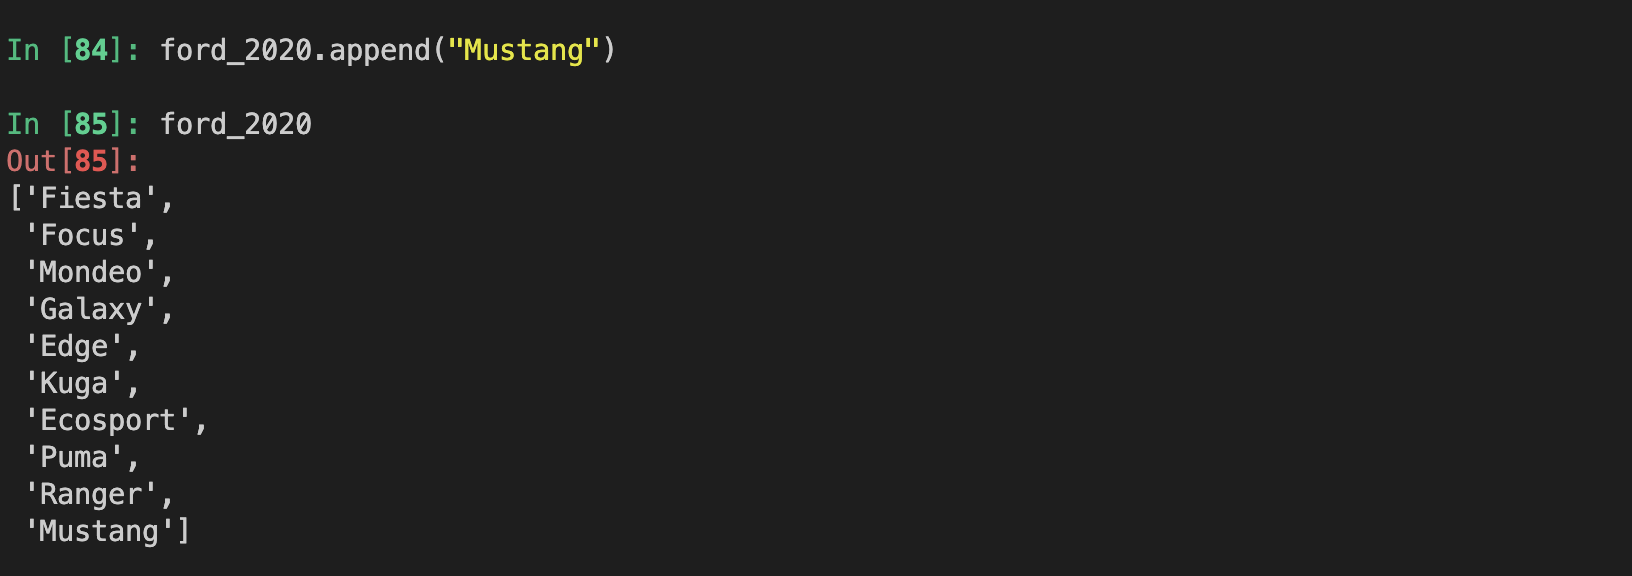 In [84]: ford_2020.append("Mustang")
In [85]: ford_2020
Out[85]:
['Fiesta',
 'Focus',
 'Mondeo',
 'Galaxy',
 'Edge',
 'Kuga',
 'Ecosport',
 'Puma',
 'Ranger',
 'Mustang']